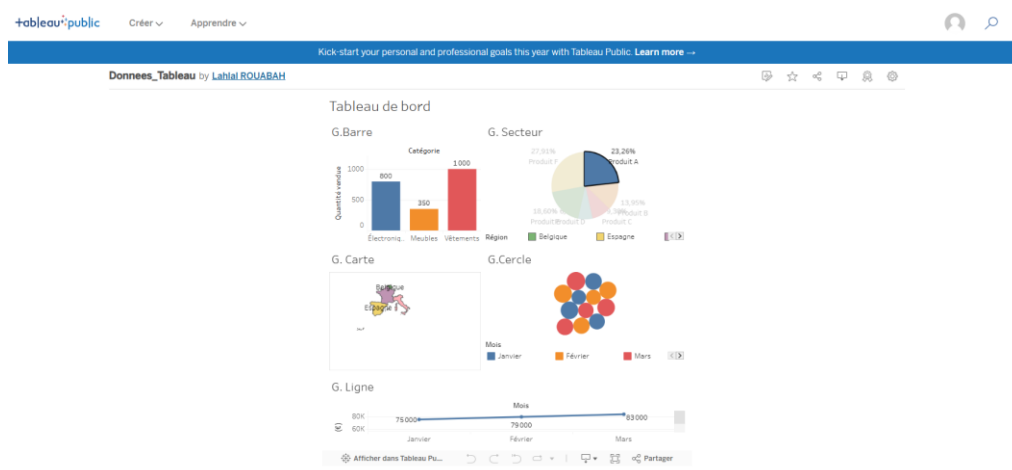 +ableau public Créer Apprendre
Kick-start your personal and professional goals this year with Tableau Public. Learn more →
Donnees_Tableau by Lahlal ROUABAH
Tableau de bord
G.Barre
Catégorie
1000
800
1000
350
500
0
Quantité vendue
Électroniq.. Meubles Vêtements
G. Secteur
27,91%
Produit F
23,26%
Produit A
13,95%
Produit B
18,60%
Produit D
Produit C
Région Belgique Espagne
G. Carte
Belgique
Espagne
G.Cercle
Mois
Janvier Février Mars
G. Ligne
Mois
80K
60K
(€)
75 000
79 000
83 000
Janvier Février Mars
Afficher dans Tableau Pu... Partager